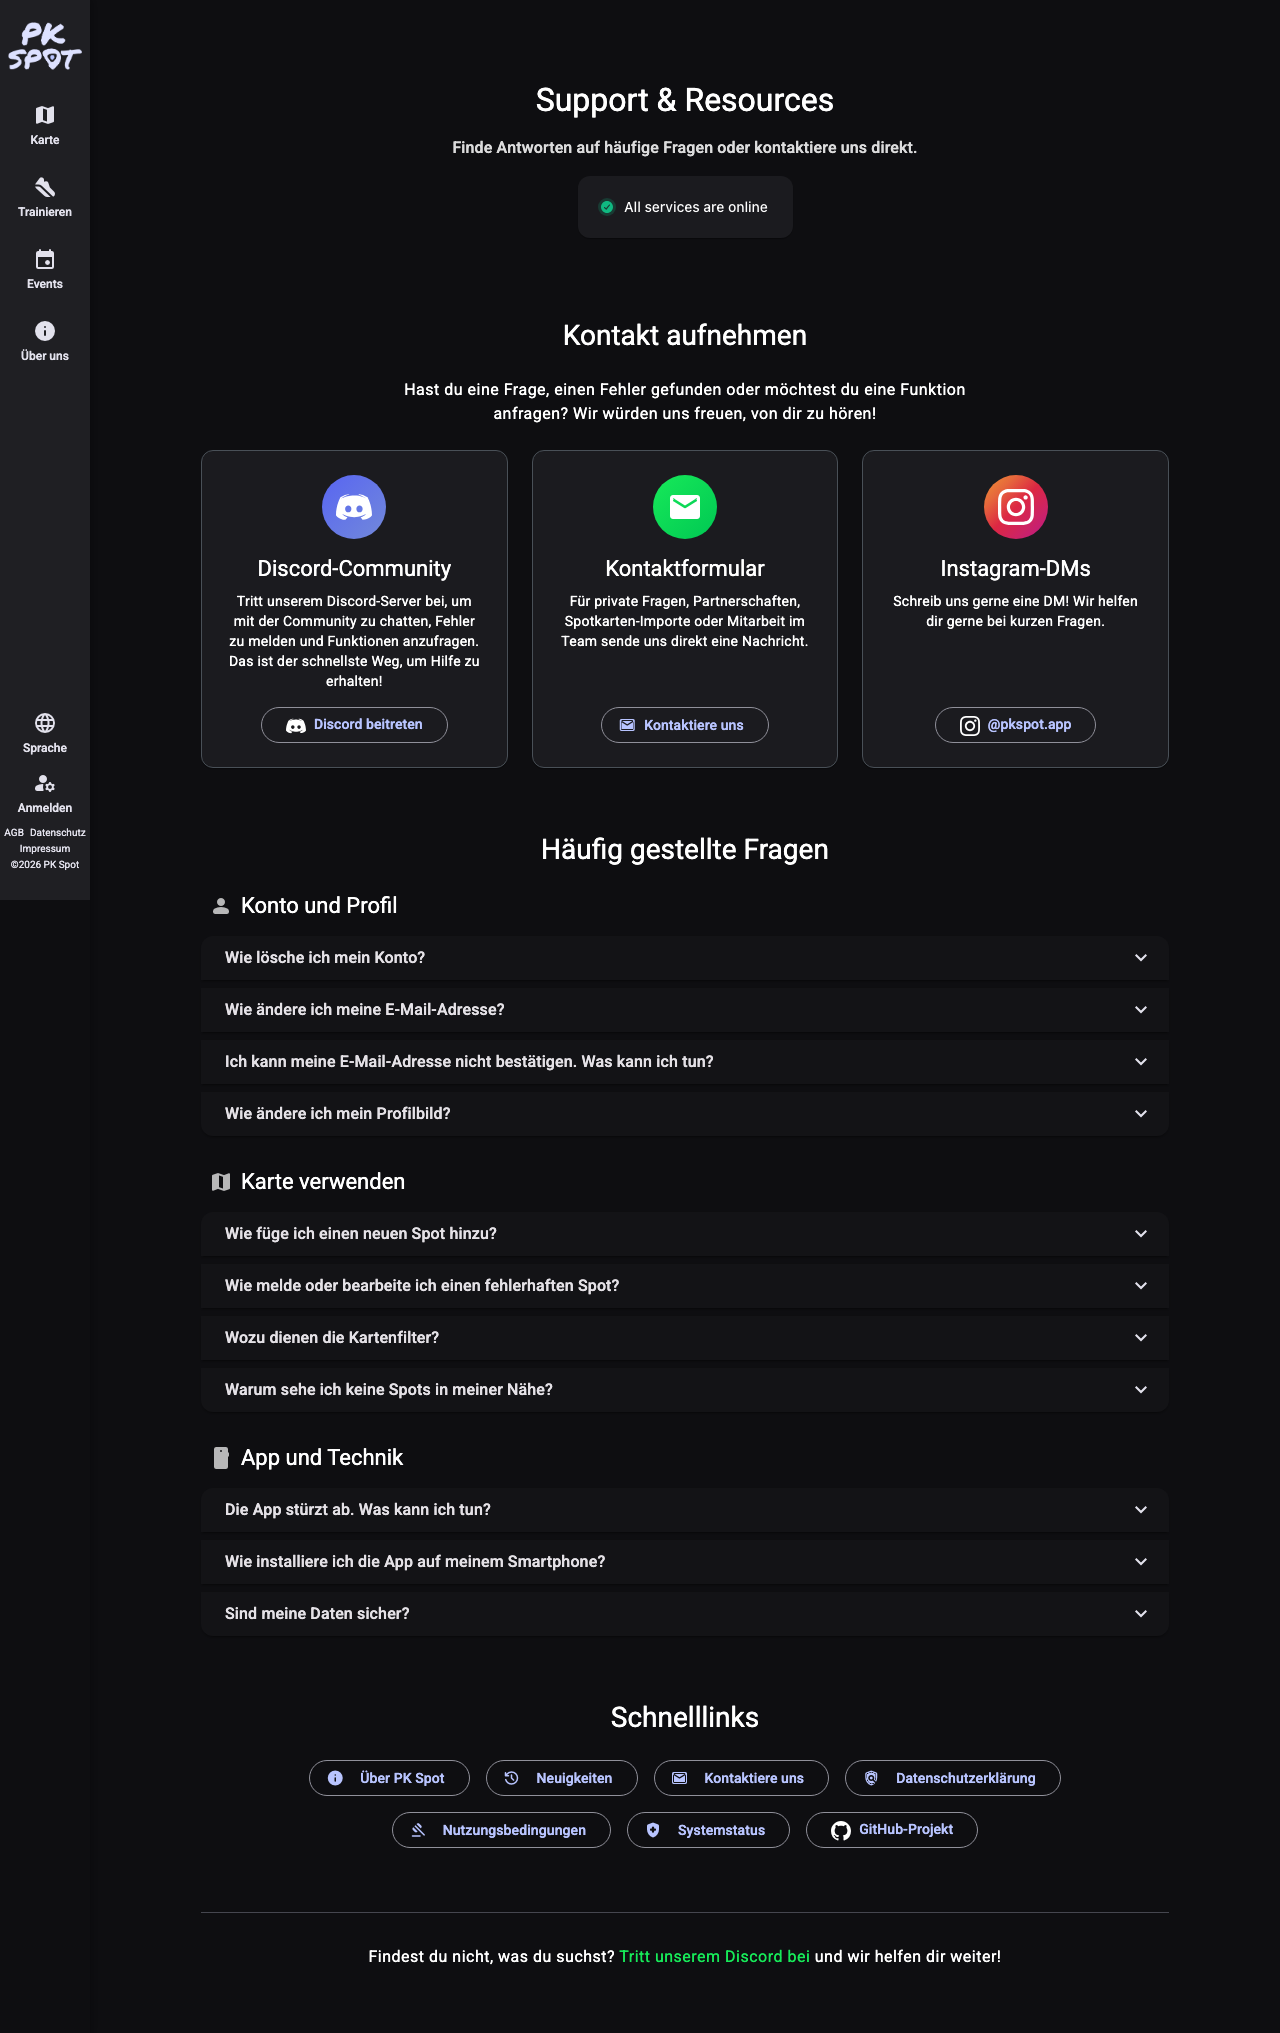 PK
SPOT
Karte
Trainieren
Events
Über uns
Sprache
Anmelden
AGB Datenschutz
Impressum
©2026 PK Spot
Support & Resources
Finde Antworten auf häufige Fragen oder kontaktiere uns direkt.
All services are online
Kontakt aufnehmen
Hast du eine Frage, einen Fehler gefunden oder möchtest du eine Funktion
anfragen? Wir würden uns freuen, von dir zu hören!
Discord-Community
Tritt unserem Discord-Server bei, um
mit der Community zu chatten, Fehler
zu melden und Funktionen anzufragen.
Das ist der schnellste Weg, um Hilfe zu
erhalten!
Discord beitreten
Kontaktformular
Für private Fragen, Partnerschaften,
Spotkarten-Importe oder Mitarbeit im
Team sende uns direkt eine Nachricht.
Kontaktiere uns
Instagram-DMs
Schreib uns gerne eine DM! Wir helfen
dir gerne bei kurzen Fragen.
@pkspot.app
Häufig gestellte Fragen
Konto und Profil
Wie lösche ich mein Konto?
Wie ändere ich meine E-Mail-Adresse?
Ich kann meine E-Mail-Adresse nicht bestätigen. Was kann ich tun?
Wie ändere ich mein Profilbild?
Karte verwenden
Wie füge ich einen neuen Spot hinzu?
Wie melde oder bearbeite ich einen fehlerhaften Spot?
Wozu dienen die Kartenfilter?
Warum sehe ich keine Spots in meiner Nähe?
App und Technik
Die App stürzt ab. Was kann ich tun?
Wie installiere ich die App auf meinem Smartphone?
Sind meine Daten sicher?
Schnelllinks
Über PK Spot
Neuigkeiten
Kontaktiere uns
Datenschutzerklärung
Nutzungsbedingungen
Systemstatus
GitHub-Projekt
Findest du nicht, was du suchst? Tritt unserem Discord bei und wir helfen dir weiter!